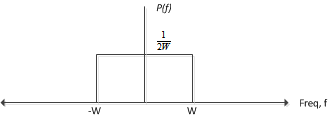 P(f)
1/2W
Freq, f
-W
W